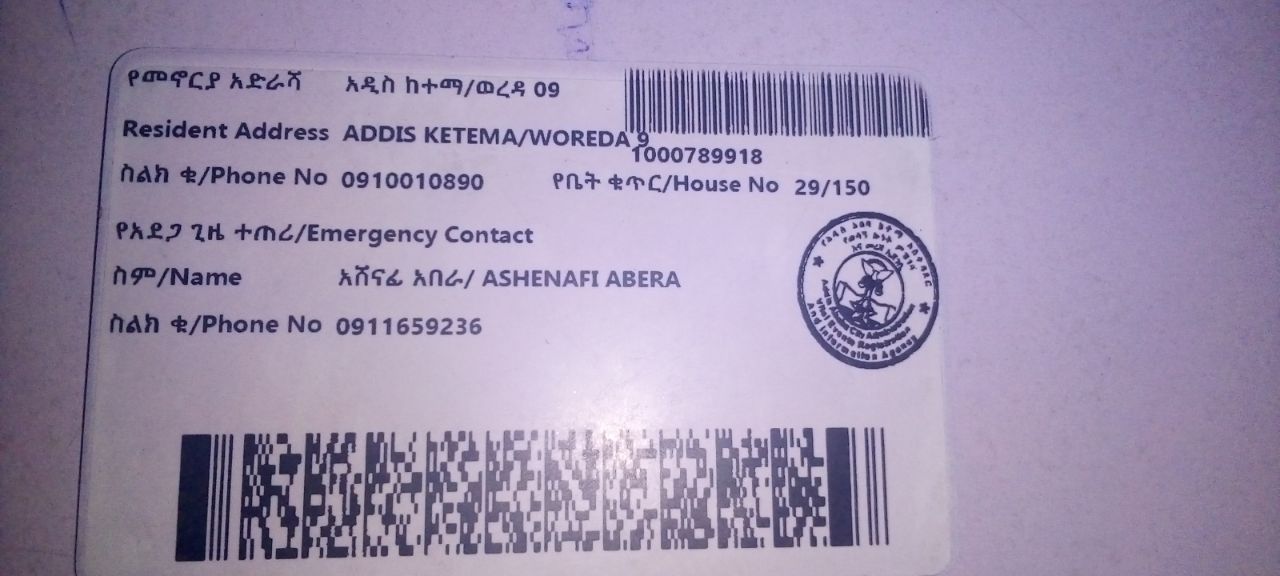 የመኖርያ አድራሻ አዲስ ከተማ/ወረዳ 09
Resident Address ADDIS KETEMA/WOREDA 9
1000789918
ስልክ ቁ/Phone No 0910010890 የቤት ቁጥር/House No 29/150
የአደጋ ጊዜ ተጠሪ/Emergency Contact
ስም/Name አሸናፊ አበራ/ ASHENAFI ABERA
ስልክ ቁ/Phone No 0911659236
Addis Ababa City Administration
Vital Events Registration
And Information Agency